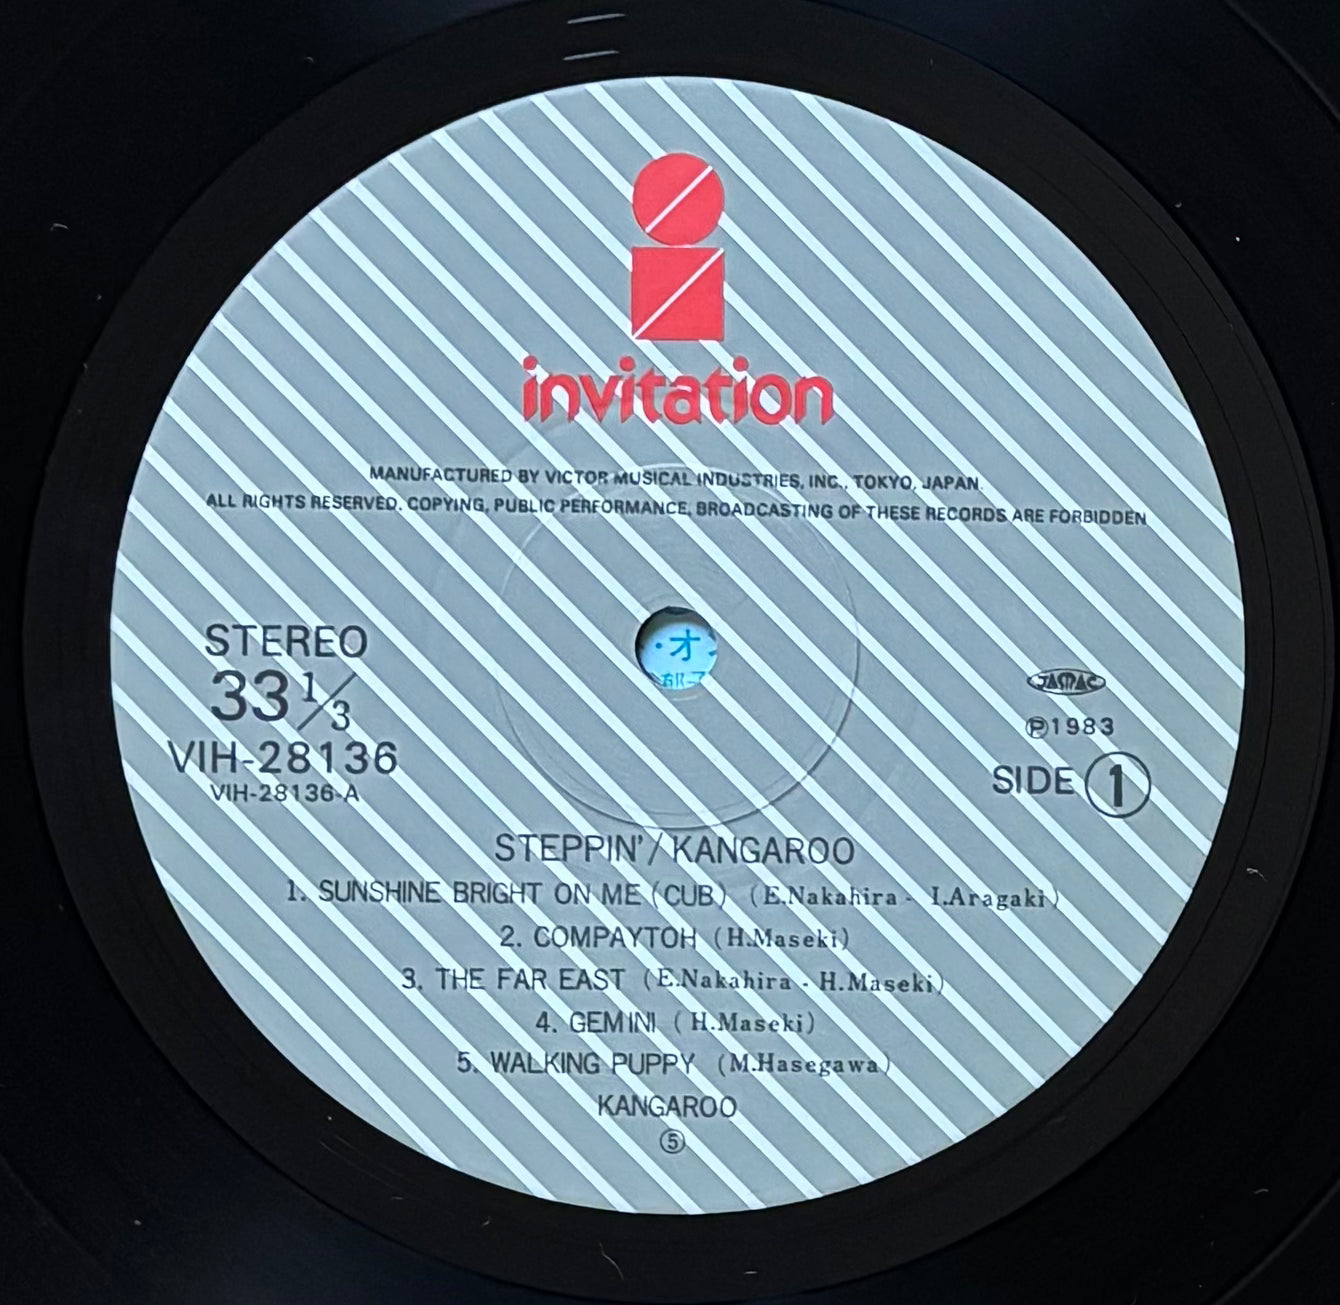 invitation
MANUFACTURED BY VICTOR MUSICAL INDUSTRIES, INC., TOKYO, JAPAN.
ALL RIGHTS RESERVED. COPYING, PUBLIC PERFORMANCE, BROADCASTING OF THESE RECORDS ARE FORBIDDEN
・オ
STEREO
33 1/3
VIH-28136
VIH-28136-A
JASRAC
Ⓟ1983
SIDE ①
STEPPIN'/KANGAROO
1. SUNSHINE BRIGHT ON ME (CUB) (E.Nakahira - I.Aragaki)
2. COMPAYTOH (H.Maseki)
3. THE FAR EAST (E.Nakahira - H.Maseki)
4. GEMINI (H.Maseki)
5. WALKING PUPPY (M.Hasegawa)
KANGAROO
⑤